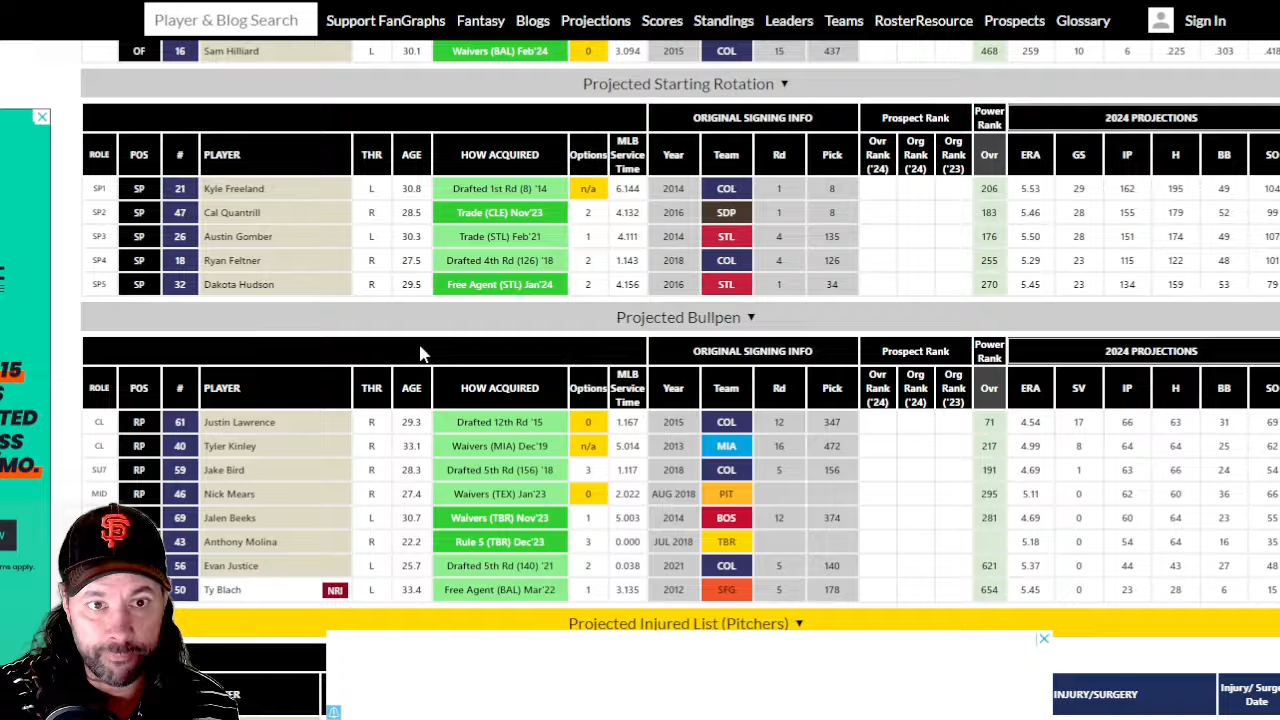 Player & Blog Search Support FanGraphs Fantasy Blogs Projections Scores Standings Leaders Teams RosterResource Prospects Glossary Sign In
OF 16 Sam Hilliard L 30.1 Waivers (BAL) Feb'24 0 3.094 2015 COL 15 437 468 259 10 6 .225 .303 .418
Projected Starting Rotation ▼
ORIGINAL SIGNING INFO Prospect Rank Power Rank 2024 PROJECTIONS
ROLE POS # PLAYER THR AGE HOW ACQUIRED Options MLB Service Time Year Team Rd Pick Ovr Rank ('24) Org Rank ('24) Org Rank ('23) Ovr ERA GS IP H BB SO
SP1 SP 21 Kyle Freeland L 30.8 Drafted 1st Rd (8) '14 n/a 6.144 2014 COL 1 8 206 5.53 29 162 195 49 104
SP2 SP 47 Cal Quantrill R 28.5 Trade (CLE) Nov'23 2 4.132 2016 SDP 1 8 183 5.46 28 155 179 52 99
SP3 SP 26 Austin Gomber L 30.3 Trade (STL) Feb'21 1 4.111 2014 STL 4 135 176 5.50 28 151 174 49 107
SP4 SP 18 Ryan Feltner R 27.5 Drafted 4th Rd (126) '18 2 1.143 2018 COL 4 126 255 5.29 23 115 122 48 101
SP5 SP 32 Dakota Hudson R 29.5 Free Agent (STL) Jan'24 2 4.156 2016 STL 1 34 270 5.45 23 134 159 53 79
Projected Bullpen ▼
ORIGINAL SIGNING INFO Prospect Rank Power Rank 2024 PROJECTIONS
ROLE POS # PLAYER THR AGE HOW ACQUIRED Options MLB Service Time Year Team Rd Pick Ovr Rank ('24) Org Rank ('24) Org Rank ('23) Ovr ERA SV IP H BB SO
CL RP 61 Justin Lawrence R 29.3 Drafted 12th Rd '15 0 1.167 2015 COL 12 347 71 4.54 17 66 63 31 69
CL RP 40 Tyler Kinley R 33.1 Waivers (MIA) Dec'19 n/a 5.014 2013 MIA 16 472 217 4.99 8 64 64 25 62
SU7 RP 59 Jake Bird R 28.3 Drafted 5th Rd (156) '18 3 1.117 2018 COL 5 156 191 4.69 1 63 66 24 54
MID RP 46 Nick Mears R 27.4 Waivers (TEX) Jan'23 0 2.022 AUG 2018 PIT 295 5.11 0 62 60 36 66
69 Jalen Beeks L 30.7 Waivers (TBR) Nov'23 1 5.003 2014 BOS 12 374 281 4.69 0 60 64 23 55
43 Anthony Molina R 22.2 Rule 5 (TBR) Dec'23 3 0.000 JUL 2018 TBR 5.18 0 54 64 16 36
56 Evan Justice L 25.7 Drafted 5th Rd (140) '21 2 0.038 2021 COL 5 140 621 5.37 0 44 43 27 48
50 Ty Blach NRI L 33.4 Free Agent (BAL) Mar'22 1 3.135 2012 SFG 5 178 654 5.45 0 23 28 6 15
Projected Injured List (Pitchers) ▼
INJURY/SURGERY Injury/ Surge Date
15
TED
MO.
rns apply.
SF